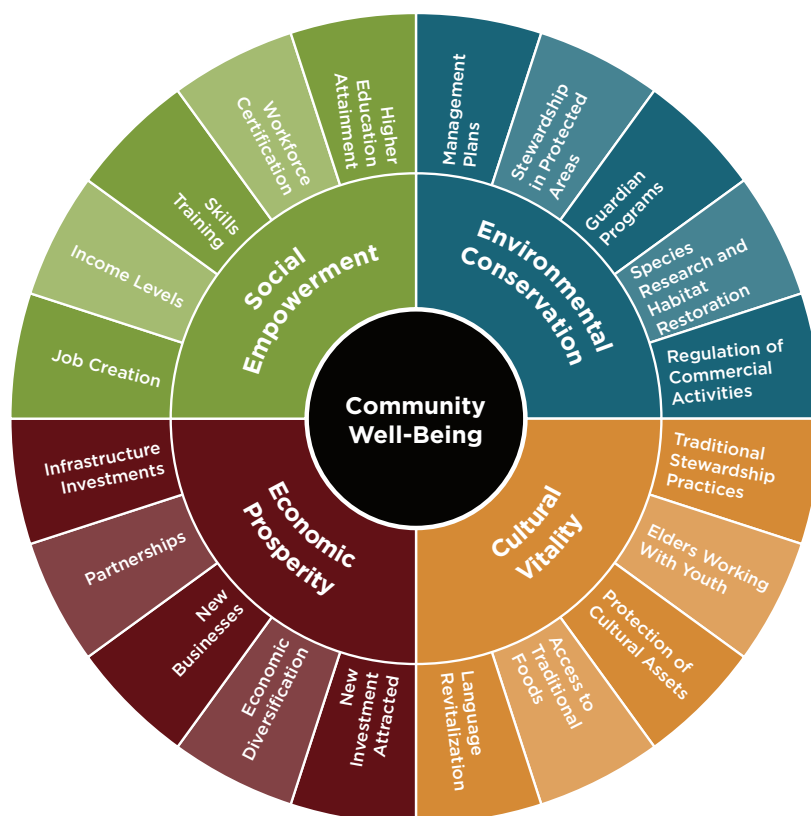 Community
Well-Being
Environmental
Conservation
Management
Plans
Stewardship
in Protected
Areas
Guardian
Programs
Species
Research and
Habitat
Restoration
Regulation of
Commercial
Activities
Cultural
Vitality
Traditional
Stewardship
Practices
Elders Working
With Youth
Protection of
Cultural Assets
Access to
Traditional
Foods
Language
Revitalization
Economic
Prosperity
New
Investment
Attracted
Economic
Diversification
New
Businesses
Partnerships
Infrastructure
Investments
Social
Empowerment
Job Creation
Income Levels
Skills
Training
Workforce
Certification
Higher
Education
Attainment